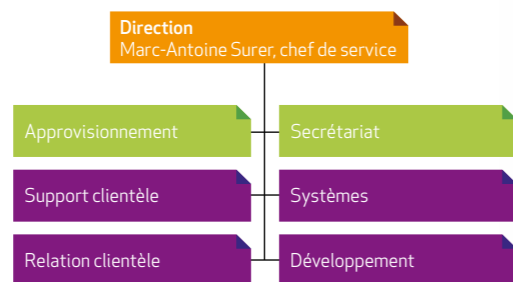 Direction
Marc-Antoine Surer, chef de service
Approvisionnement
Secrétariat
Support clientèle
Systèmes
Relation clientèle
Développement